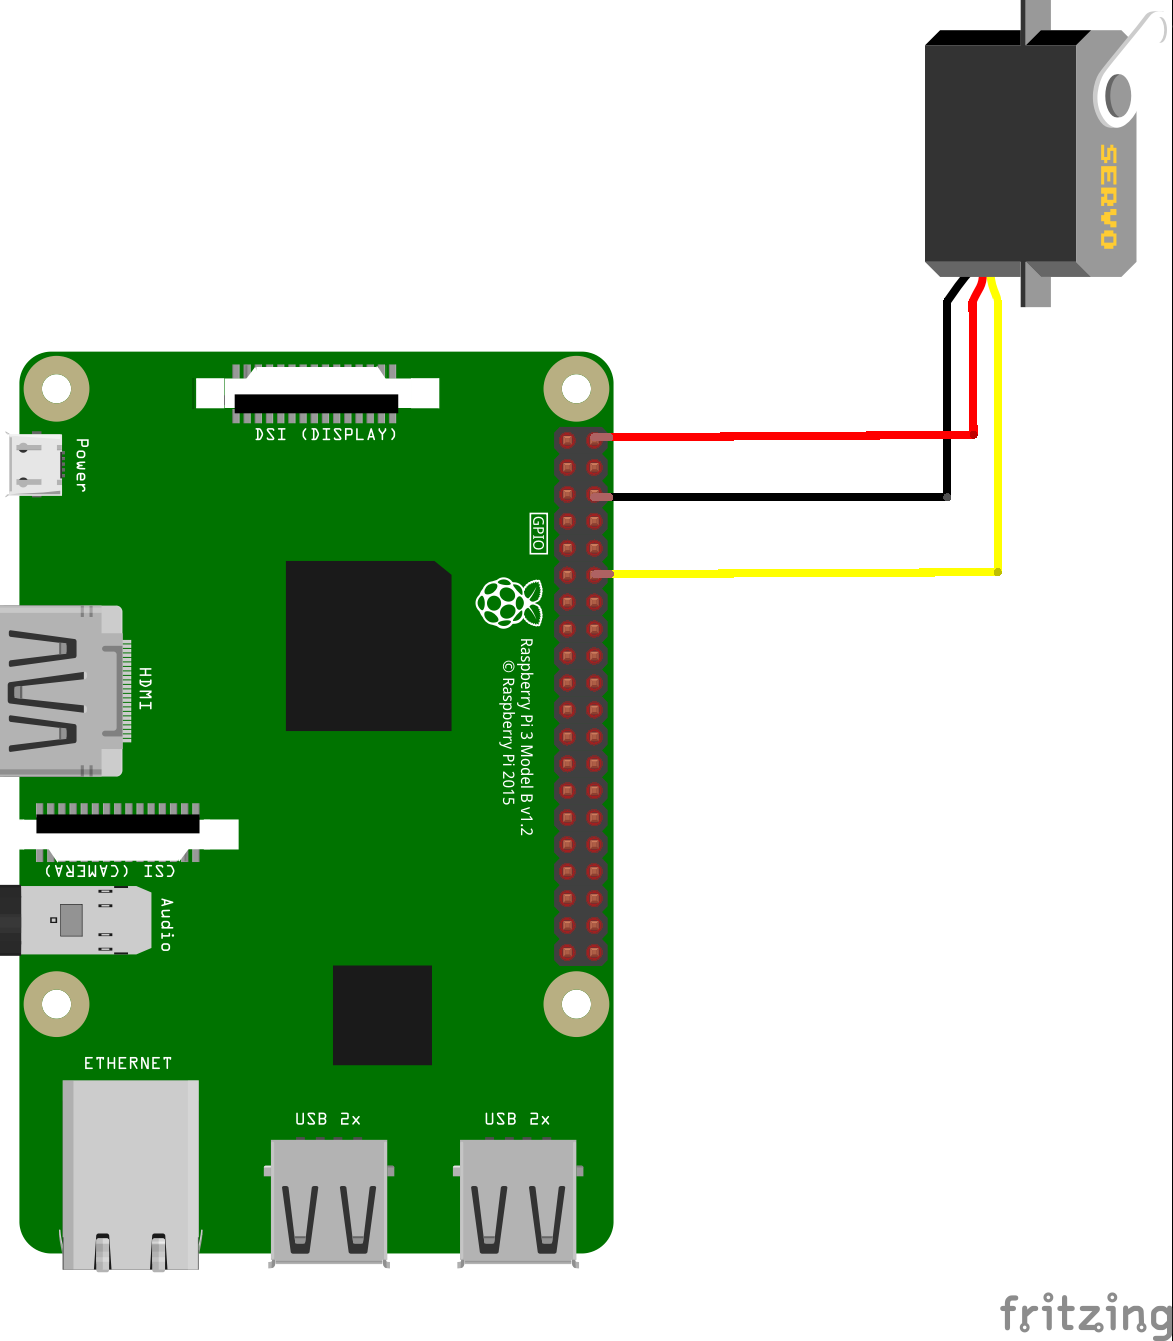 SERVO
DSI (DISPLAY)
Power
GPIO
HDMI
Raspberry Pi 3 Model B v1.2
© Raspberry Pi 2015
CSI (CAMERA)
Audio
ETHERNET
USB 2x
USB 2x
fritzing